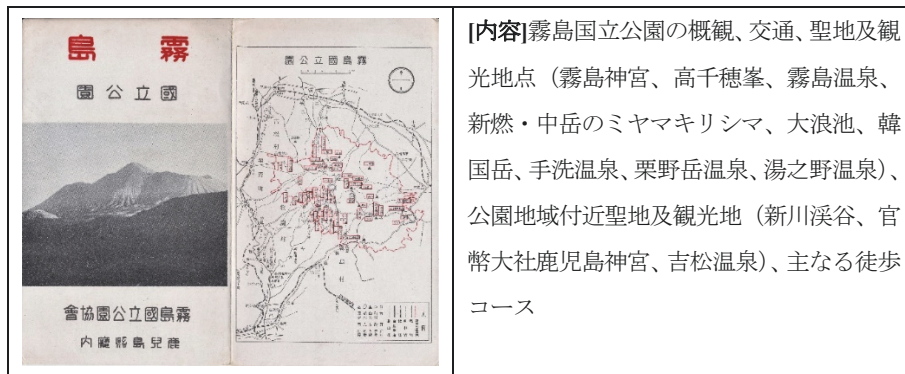 霧島
國立公園
霧島國立公園協會
鹿兒島縣廳內
霧島國立公園
[内容]霧島国立公園の概観、交通、聖地及観
光地点（霧島神宮、高千穂峯、霧島温泉、
新燃・中岳のミヤマキリシマ、大浪池、韓
国岳、手洗温泉、栗野岳温泉、湯之野温泉）、
公園地域付近聖地及観光地（新川渓谷、官
幣大社鹿児島神宮、吉松温泉）、主なる徒歩
コース